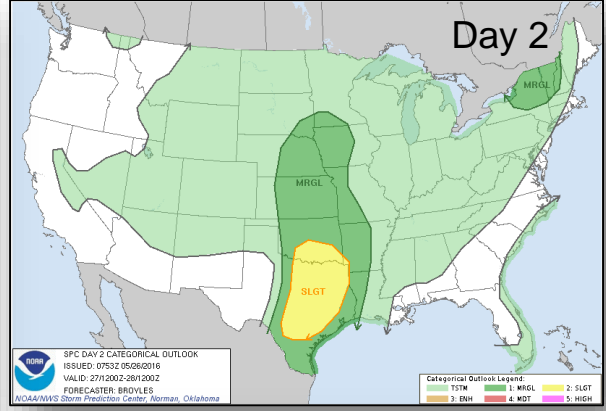 Day 2
MRGL
MRGL
SLGT
NOAA
SPC DAY 2 CATEGORICAL OUTLOOK
ISSUED: 0753Z 05/26/2016
VALID: 27/1200Z-28/1200Z
FORECASTER: BROYLES
NOAA/NWS Storm Prediction Center, Norman, Oklahoma
Categorical Outlook Legend:
TSTM 1: MRGL 2: SLGT
3: ENH 4: MDT 5: HIGH